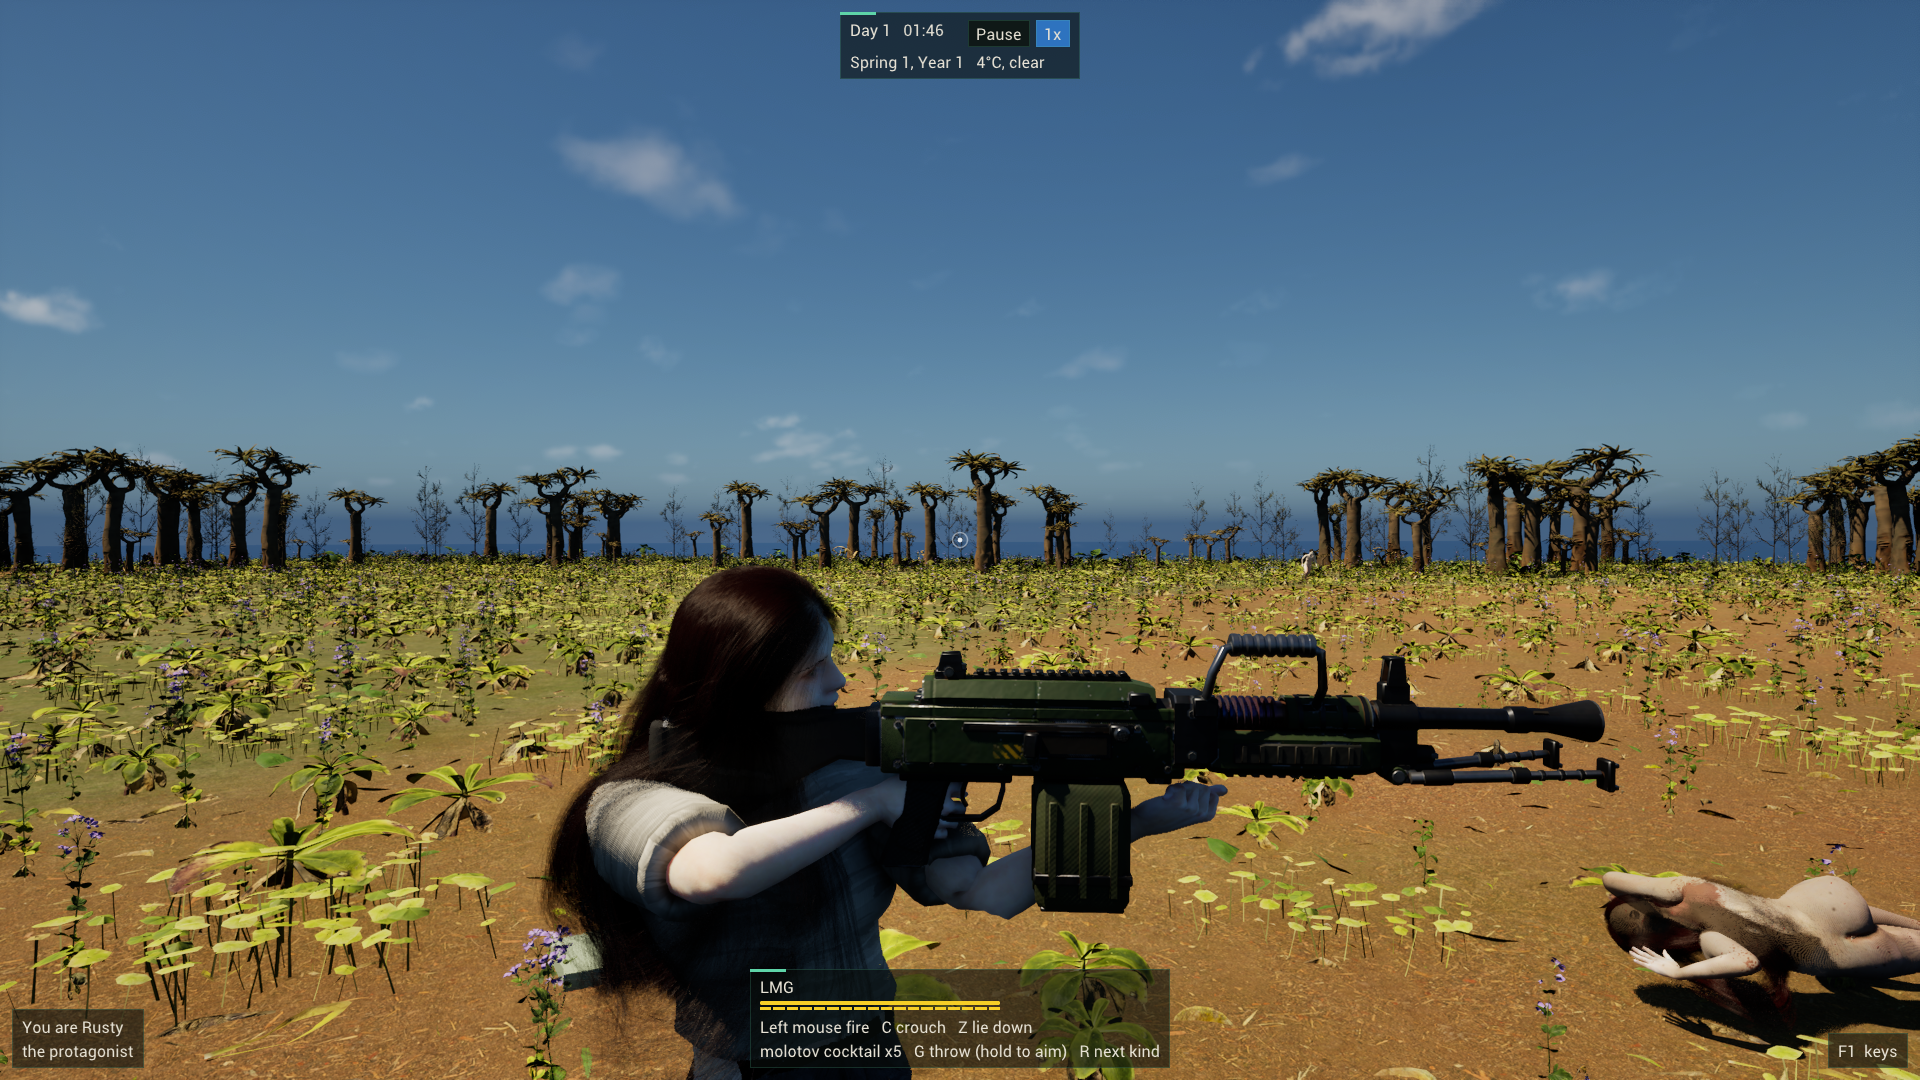 Day 1 01:46 Pause 1x
Spring 1, Year 1 4°C, clear
LMG
Left mouse fire C crouch Z lie down
molotov cocktail x5 G throw (hold to aim) R next kind
You are Rusty
the protagonist
F1 keys